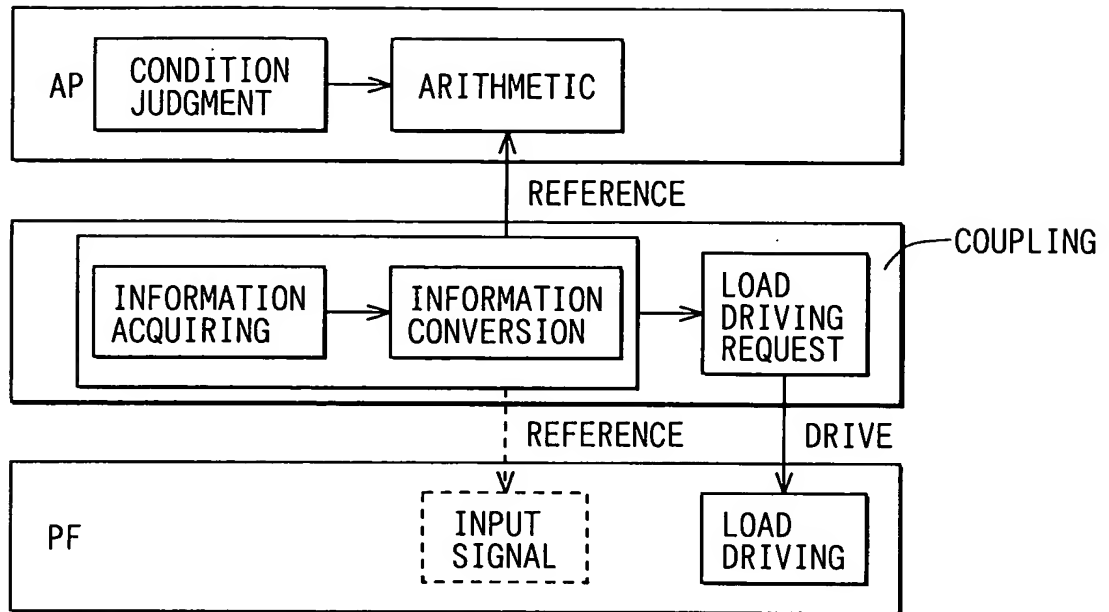 AP
CONDITION
JUDGMENT
ARITHMETIC
REFERENCE
COUPLING
INFORMATION
ACQUIRING
INFORMATION
CONVERSION
LOAD
DRIVING
REQUEST
REFERENCE
DRIVE
PF
INPUT
SIGNAL
LOAD
DRIVING